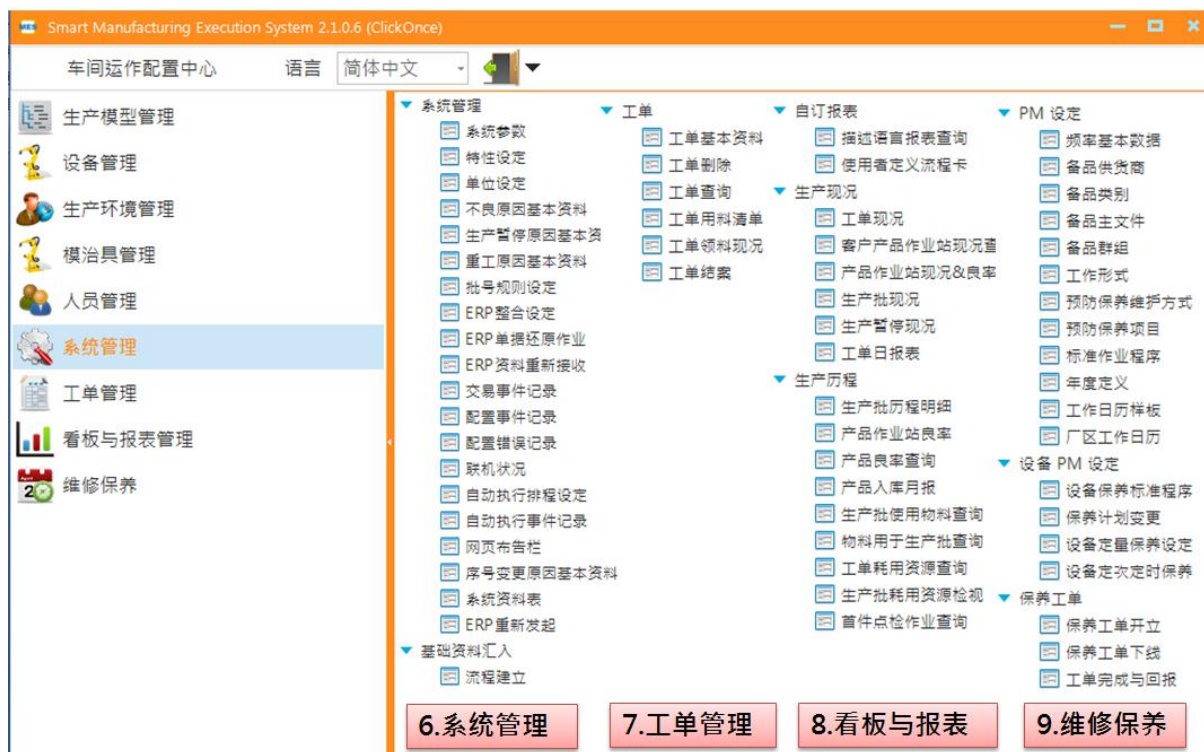 MES Smart Manufacturing Execution System 2.1.0.6 (ClickOnce)
车间运作配置中心 语言 简体中文
生产模型管理
设备管理
生产环境管理
模治具管理
人员管理
系统管理
工单管理
看板与报表管理
维修保养
系统管理
系统参数
特性设定
单位设定
不良原因基本资料
生产暂停原因基本资
重工原因基本资料
批号规则设定
ERP整合设定
ERP单据还原作业
ERP资料重新接收
交易事件记录
配置事件记录
配置错误记录
联机状况
自动执行排程设定
自动执行事件记录
网页布告栏
序号变更原因基本资料
系统资料表
ERP重新发起
基础资料汇入
流程建立
6.系统管理
工单
工单基本资料
工单删除
工单查询
工单用料清单
工单领料现况
工单结案
7.工单管理
自订报表
描述语言报表查询
使用者定义流程卡
生产现况
工单现况
客户产品作业站现况查
产品作业站现况&良率
生产批现况
生产暂停现况
工单日报表
生产历程
生产批历程明细
产品作业站良率
产品良率查询
产品入库月报
生产批使用物料查询
物料用于生产批查询
工单耗用资源查询
生产批耗用资源检视
首件点检作业查询
8.看板与报表
PM 设定
频率基本数据
备品供货商
备品类别
备品主文件
备品群组
工作形式
预防保养维护方式
预防保养项目
标准作业程序
年度定义
工作日历样板
厂区工作日历
设备 PM 设定
设备保养标准程序
保养计划变更
设备定量保养设定
设备定次定时保养
保养工单
保养工单开立
保养工单下线
工单完成与回报
9.维修保养